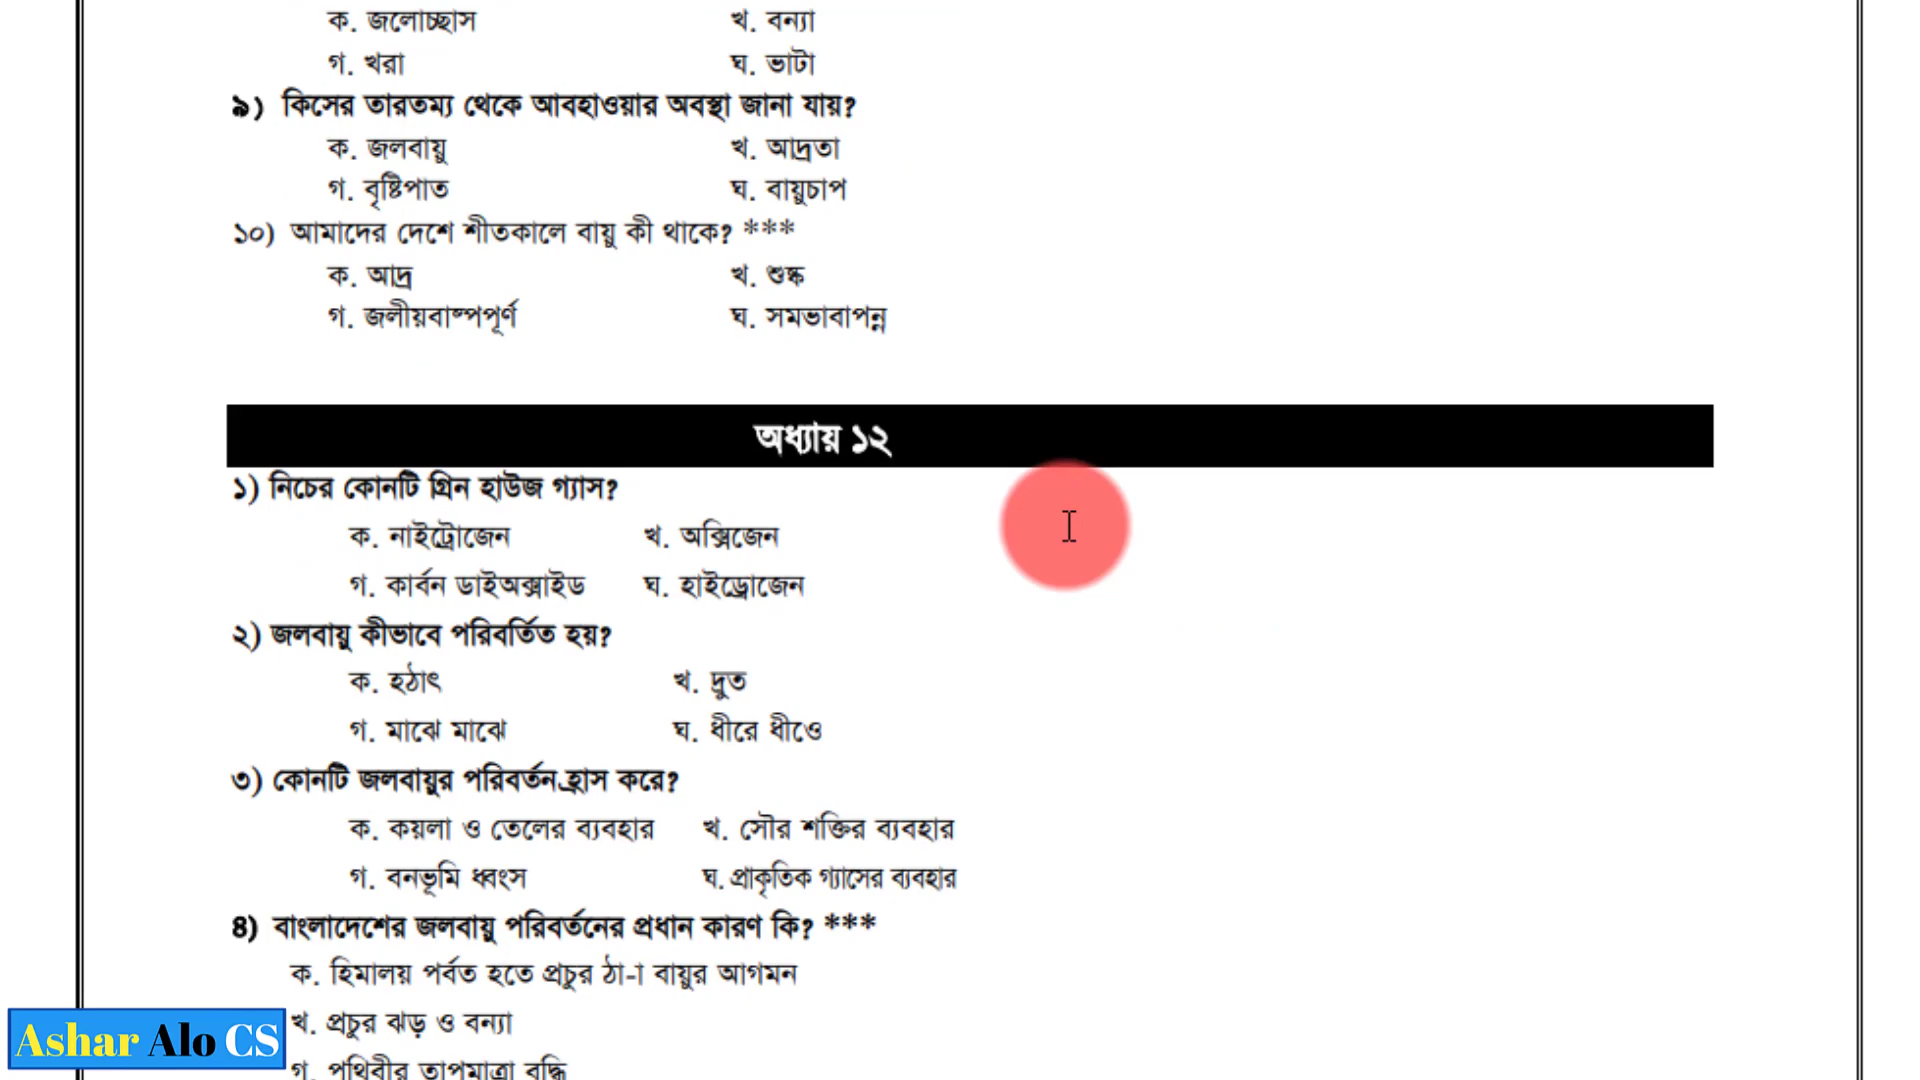 ক. জলোচ্ছাস খ. বন্যা
গ. খরা ঘ. ভাটা
৯) কিসের তারতম্য থেকে আবহাওয়ার অবস্থা জানা যায়?
ক. জলবায়ু খ. আদ্রতা
গ. বৃষ্টিপাত ঘ. বায়ুচাপ
১০) আমাদের দেশে শীতকালে বায়ু কী থাকে? ***
ক. আদ্র খ. শুষ্ক
গ. জলীয়বাষ্পপূর্ণ ঘ. সমভাবাপন্ন
অধ্যায় ১২
১) নিচের কোনটি গ্রিন হাউজ গ্যাস?
ক. নাইট্রোজেন খ. অক্সিজেন
গ. কার্বন ডাইঅক্সাইড ঘ. হাইড্রোজেন
২) জলবায়ু কীভাবে পরিবর্তিত হয়?
ক. হঠাৎ খ. দ্রুত
গ. মাঝে মাঝে ঘ. ধীরে ধীওে
৩) কোনটি জলবায়ুর পরিবর্তন হ্রাস করে?
ক. কয়লা ও তেলের ব্যবহার খ. সৌর শক্তির ব্যবহার
গ. বনভূমি ধ্বংস ঘ. প্রাকৃতিক গ্যাসের ব্যবহার
৪) বাংলাদেশের জলবায়ু পরিবর্তনের প্রধান কারণ কি? ***
ক. হিমালয় পর্বত হতে প্রচুর ঠা-া বায়ুর আগমন
খ. প্রচুর ঝড় ও বন্যা
গ. পৃথিবীর তাপমাত্রা বৃদ্ধি
Ashar Alo CS